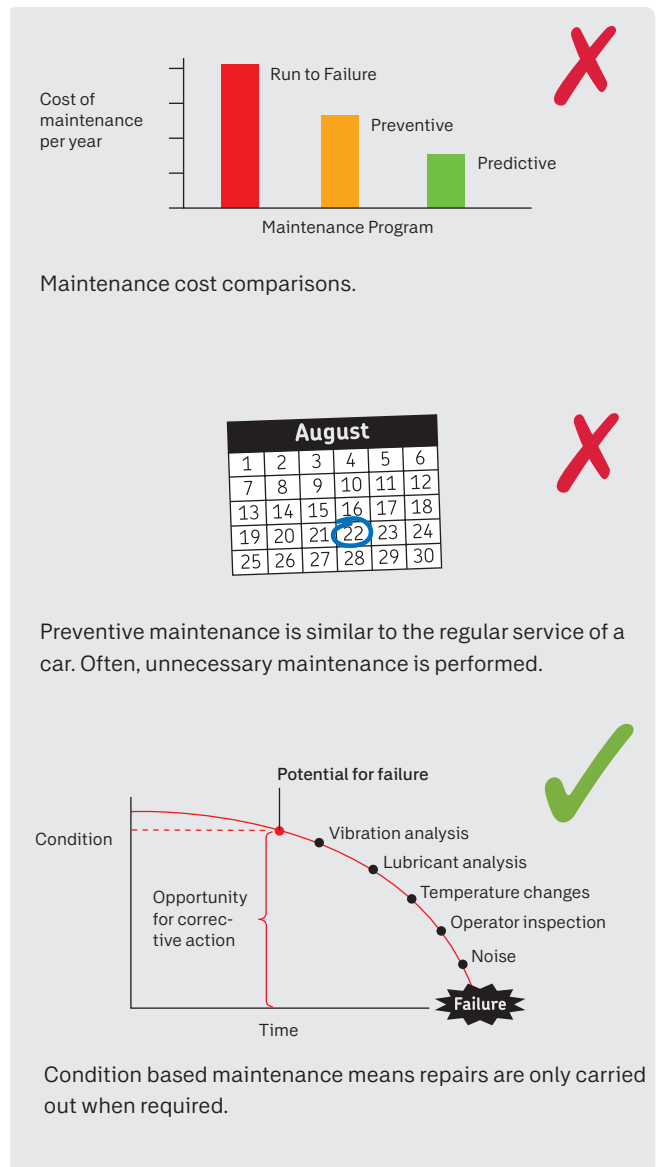 Run to Failure
Cost of
maintenance
per year
Preventive
Predictive
Maintenance Program
Maintenance cost comparisons.
August
1 2 3 4 5 6
7 8 9 10 11 12
13 14 15 16 17 18
19 20 21 22 23 24
25 26 27 28 29 30
Preventive maintenance is similar to the regular service of a
car. Often, unnecessary maintenance is performed.
Potential for failure
Condition
Vibration analysis
Lubricant analysis
Temperature changes
Opportunity
for correc-
tive action
Operator inspection
Noise
Failure
Time
Condition based maintenance means repairs are only carried
out when required.